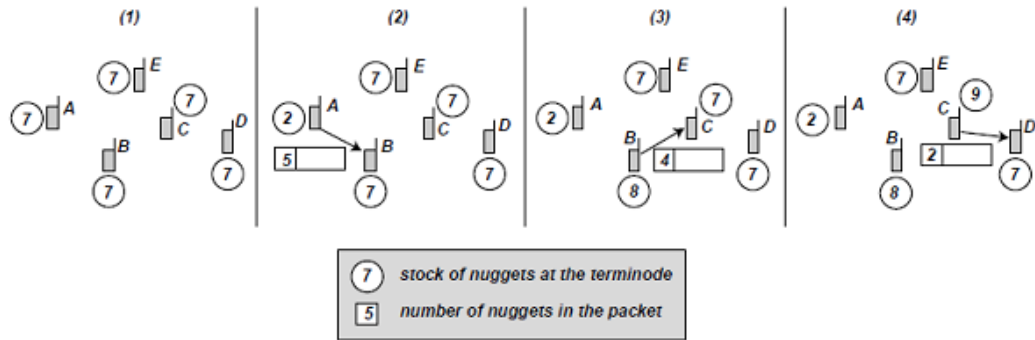 (1) (2) (3) (4)
E E E E
7 7 7 7
7 7 7 9
A A A A
7 2 2 2
C C C C
D D D D
B B B B
5 4 2
7 7 7 7
7 7 8 8
7 stock of nuggets at the terminode
5 number of nuggets in the packet